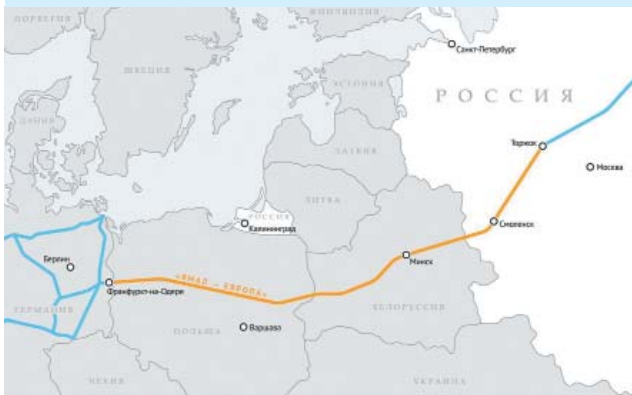 НОРВЕГИЯ
ФИНЛЯНДИЯ
Санкт-Петербург
ШВЕЦИЯ
ЭСТОНИЯ
РОССИЯ
ДАНИЯ
ЛАТВИЯ
Торжок
Москва
ЛИТВА
РОССИЯ
Калининград
Смоленск
Минск
Берлин
«ЯМАЛ — ЕВРОПА»
Франкфурт-на-Одере
ГЕРМАНИЯ
БЕЛОРУССИЯ
ПОЛЬША
Варшава
ЧЕХИЯ
УКРАИНА